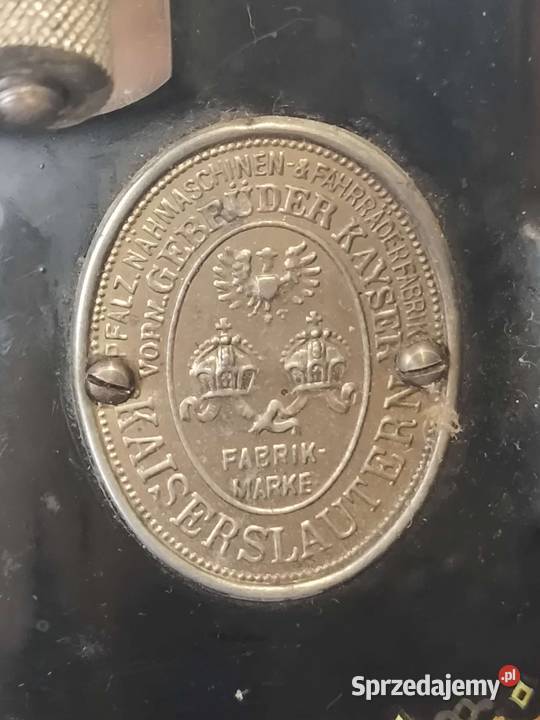 PFÄLZ. NÄHMASCHINEN-& FAHRRÄDERFABRIK
VORM. GEBRÜDER KAYSER
KAISERSLAUTERN
FABRIK-
MARKE
Sprzedajemy.pl